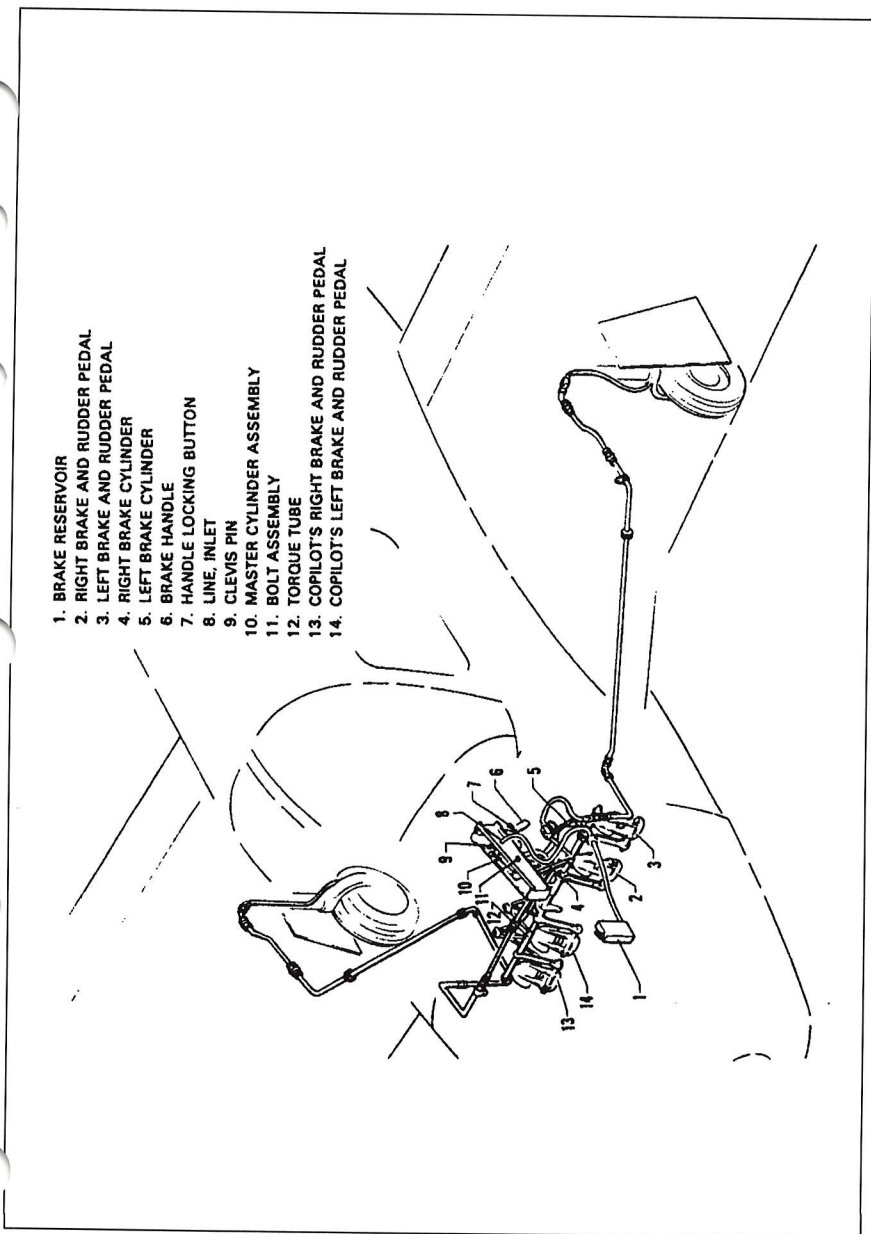 1. BRAKE RESERVOIR
2. RIGHT BRAKE AND RUDDER PEDAL
3. LEFT BRAKE AND RUDDER PEDAL
4. RIGHT BRAKE CYLINDER
5. LEFT BRAKE CYLINDER
6. BRAKE HANDLE
7. HANDLE LOCKING BUTTON
8. LINE, INLET
9. CLEVIS PIN
10. MASTER CYLINDER ASSEMBLY
11. BOLT ASSEMBLY
12. TORQUE TUBE
13. COPILOT'S RIGHT BRAKE AND RUDDER PEDAL
14. COPILOT'S LEFT BRAKE AND RUDDER PEDAL
8
7
6
9
10
11
5
12
4
3
2
13
14
1